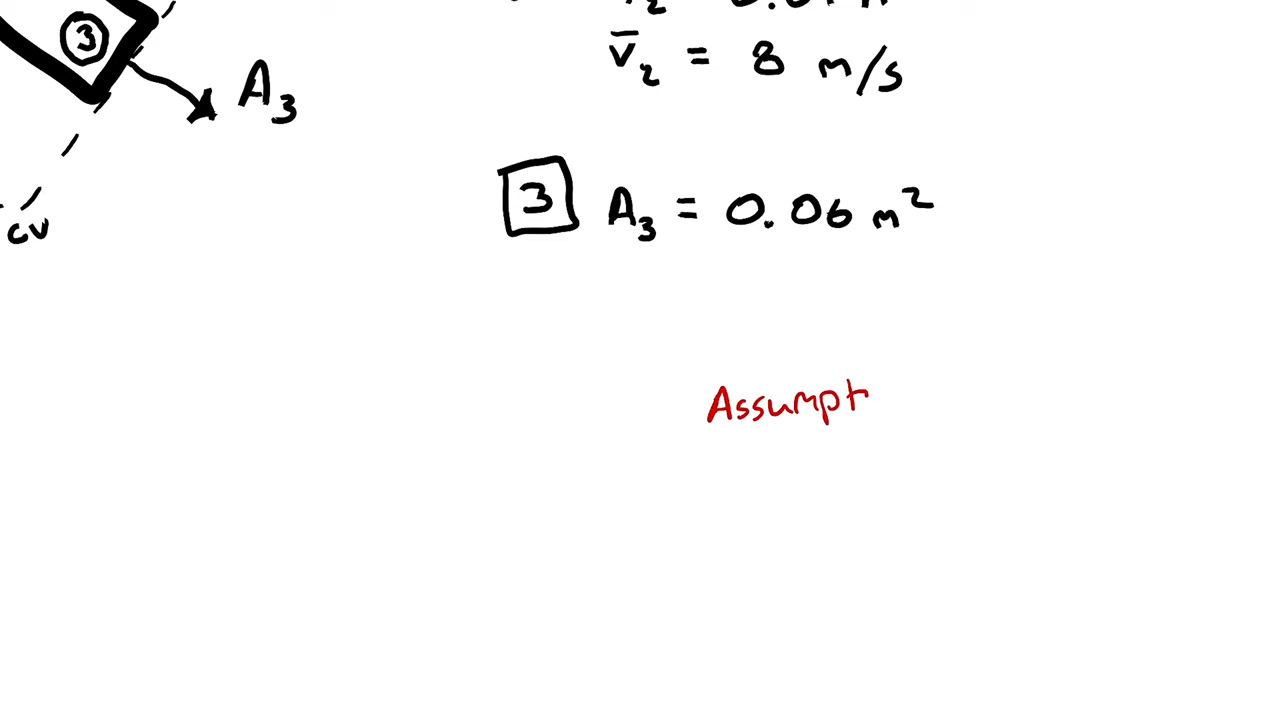 V̄₂ = 8 m/s
③
A₃
3 A₃ = 0.06 m²
CV
Assumpt